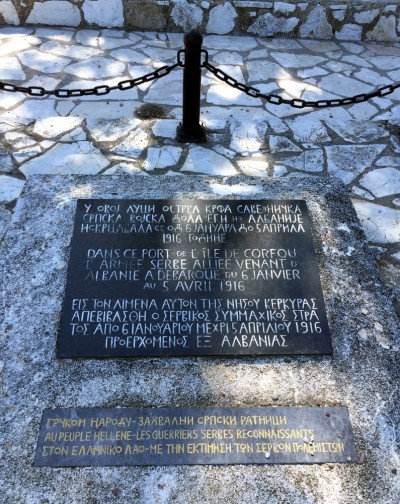 У ОВОЈ ЛУЦИ ОСТРВА КРФА САВЕЗНИЧКА
СРПСКА ВОЈСКА ДОЛАЗЕЋИ ИЗ АЛБАНИЈЕ
ИСКРЦАВАЛА СЕ ОД 6 ЈАНУАРА ДО 5 АПРИЛА
1916 ГОДИНЕ
DANS CE PORT DE L'ÎLE DE CORFOU
L'ARMÉE SERBE ALLIÉE VENANT D'
ALBANIE A DÉBARQUÉ DU 6 JANVIER
AU 5 AVRIL 1916
ΕΙΣ ΤΟΝ ΛΙΜΕΝΑ ΑΥΤΟΝ ΤΗΣ ΝΗΣΟΥ ΚΕΡΚΥΡΑΣ
ΑΠΕΒΙΒΑΣΘΗ Ο ΣΕΡΒΙΚΟΣ ΣΥΜΜΑΧΙΚΟΣ ΣΤΡΑ
ΤΟΣ ΑΠΟ 6 ΙΑΝΟΥΑΡΙΟΥ ΜΕΧΡΙ 5 ΑΠΡΙΛΙΟΥ 1916
ΠΡΟΕΡΧΟΜΕΝΟΣ ΕΞ ΑΛΒΑΝΙΑΣ
ГРЧКОМ НАРОДУ - ЗАХВАЛНИ СРПСКИ РАТНИЦИ
AU PEUPLE HELLENE - LES GUERRIERS SERBES RECONNAISSANTS
ΣΤΟΝ ΕΛΛΗΝΙΚΟ ΛΑΟ - ΜΕ ΤΗΝ ΕΚΤΙΜΗΣΗ ΤΩΝ ΣΕΡΒΩΝ ΠΟΛΕΜΙΣΤΩΝ